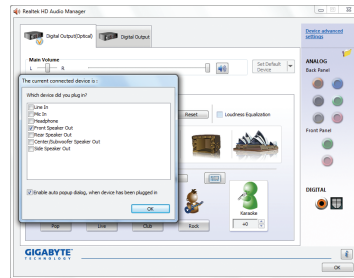 Realtek HD Audio Manager
Digital Output(Optical)
Digital Output
Device advanced settings
Main Volume
L
R
Set Default Device
ANALOG
Back Panel
The current connected device is :
Which device did you plug in?
Line In
Mic In
Headphone
Front Speaker Out
Rear Speaker Out
Center/Subwoofer Speaker Out
Side Speaker Out
Enable auto popup dialog, when device has been plugged in
OK
Reset
Loudness Equalization
Front Panel
Karaoke
Pop
Live
Club
Rock
40
DIGITAL
GIGABYTE
TECHNOLOGY
OK